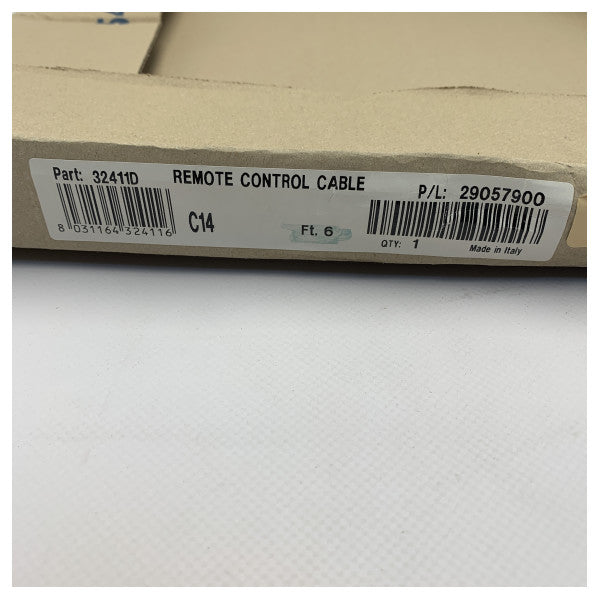 Part: 32411D REMOTE CONTROL CABLE P/L: 29057900
8 031164 324116 C14 Ft. 6 QTY: 1 Made in Italy